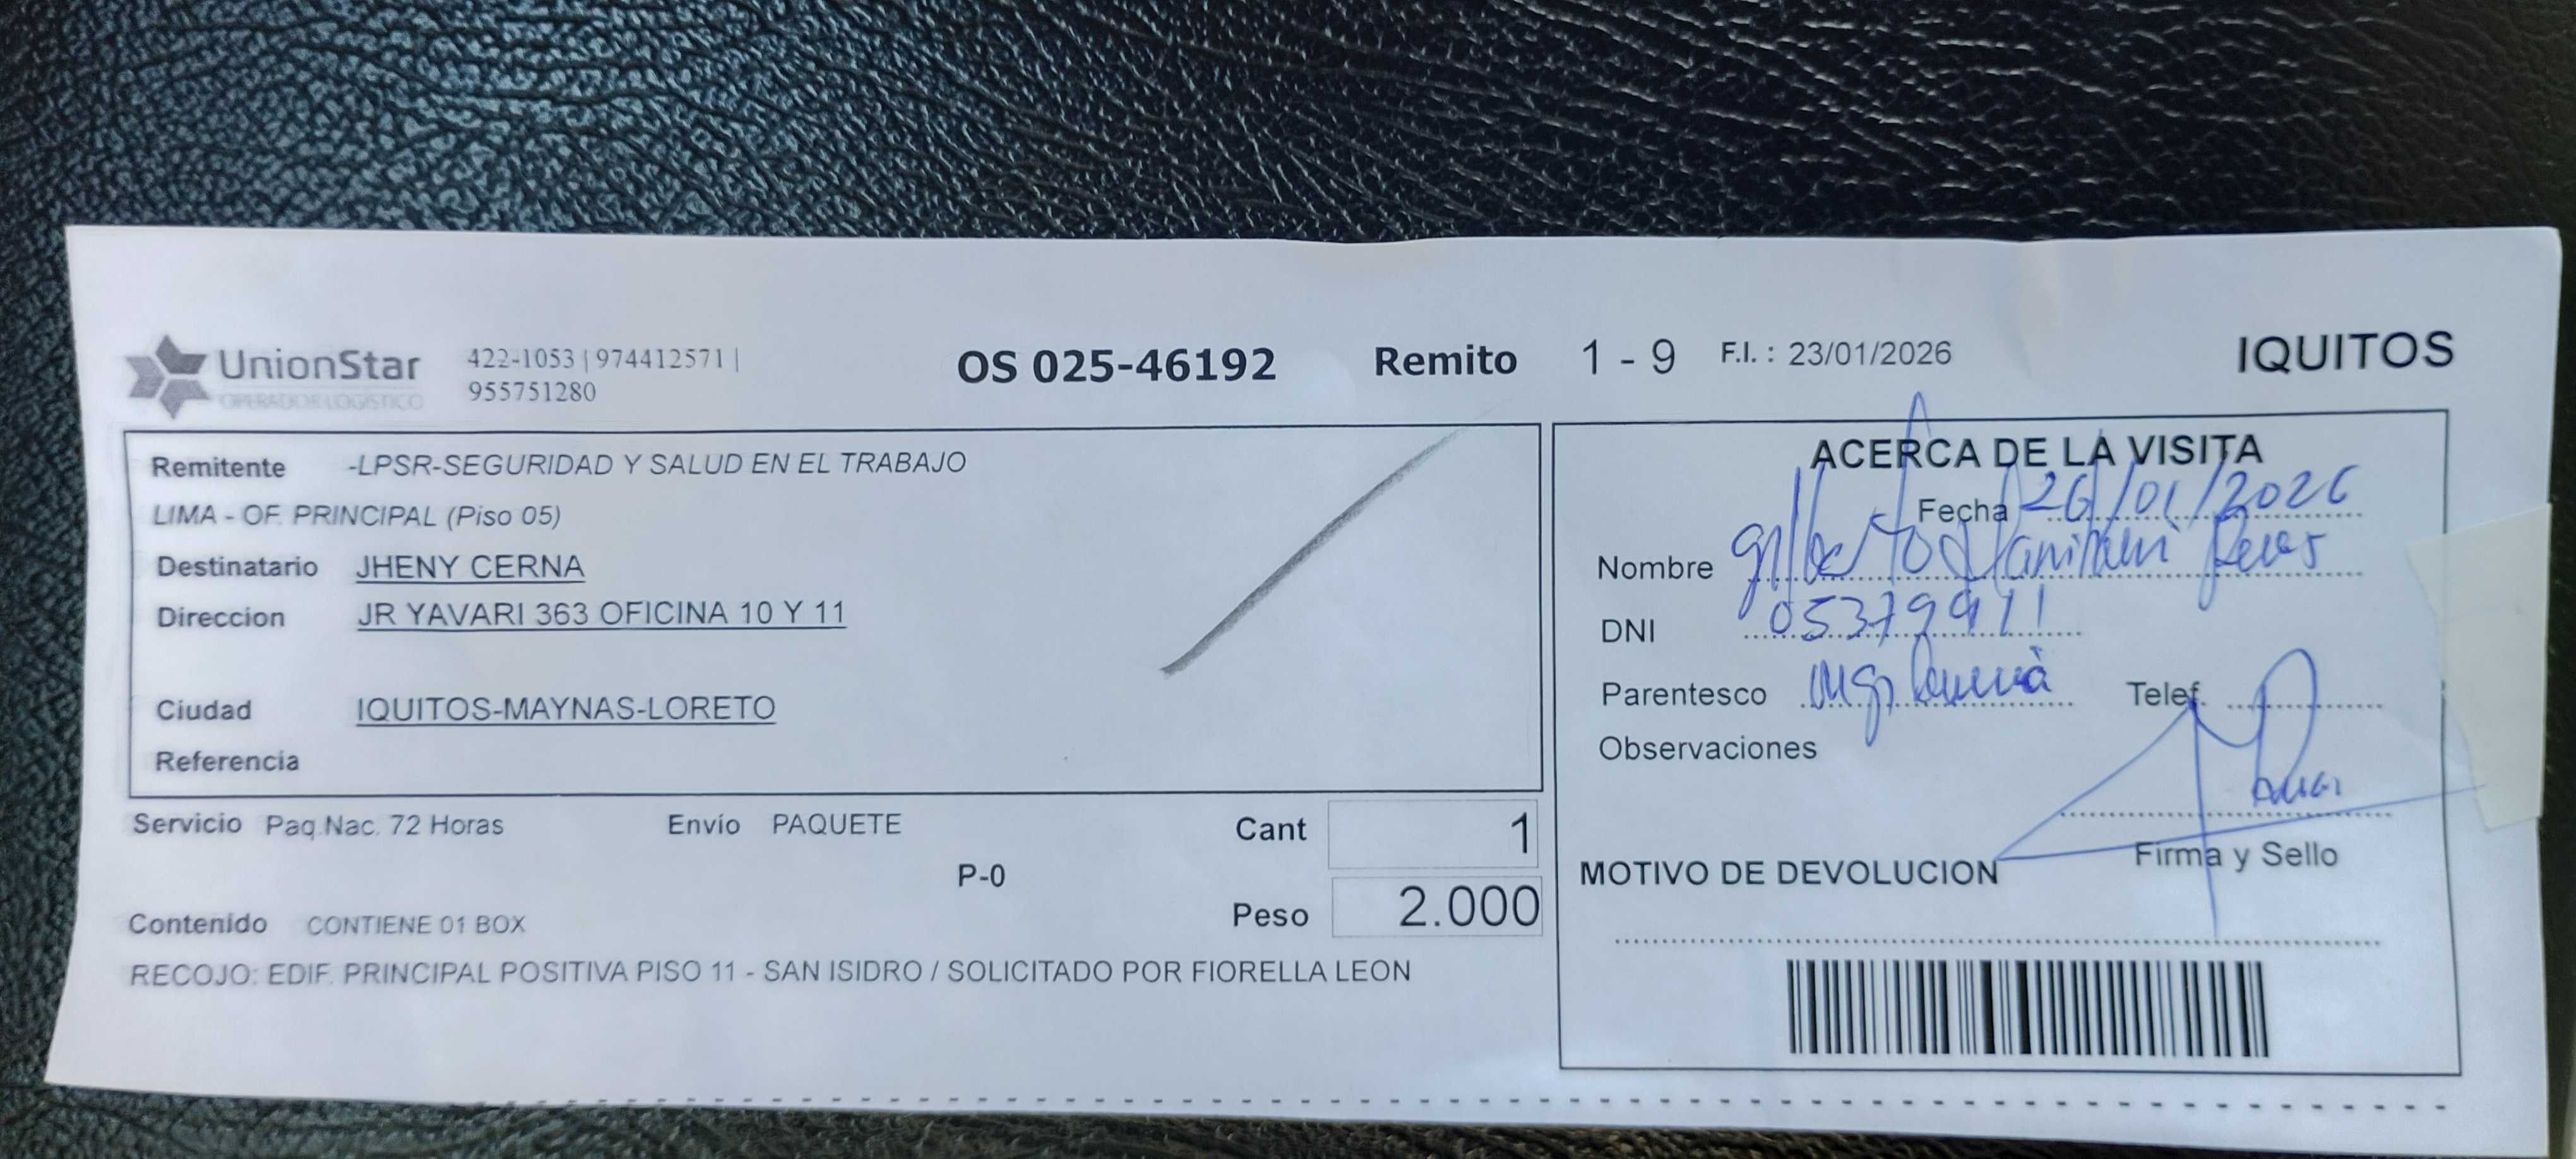 UnionStar
OPERADOR LOGISTICO
422-1053 | 974412571 |
955751280
OS 025-46192 Remito 1 - 9 F.I. : 23/01/2026 IQUITOS
Remitente -LPSR-SEGURIDAD Y SALUD EN EL TRABAJO
LIMA - OF. PRINCIPAL (Piso 05)
Destinatario JHENY CERNA
Direccion JR YAVARI 363 OFICINA 10 Y 11
Ciudad IQUITOS-MAYNAS-LORETO
Referencia
Servicio Paq.Nac. 72 Horas Envío PAQUETE Cant 1
P-0
Peso 2.000
Contenido CONTIENE 01 BOX
RECOJO: EDIF. PRINCIPAL POSITIVA PISO 11 - SAN ISIDRO / SOLICITADO POR FIORELLA LEON
ACERCA DE LA VISITA
Fecha 26/01/2026
Nombre Gilberto
DNI 05379911
Parentesco Telef.
Observaciones
Firma y Sello
MOTIVO DE DEVOLUCION